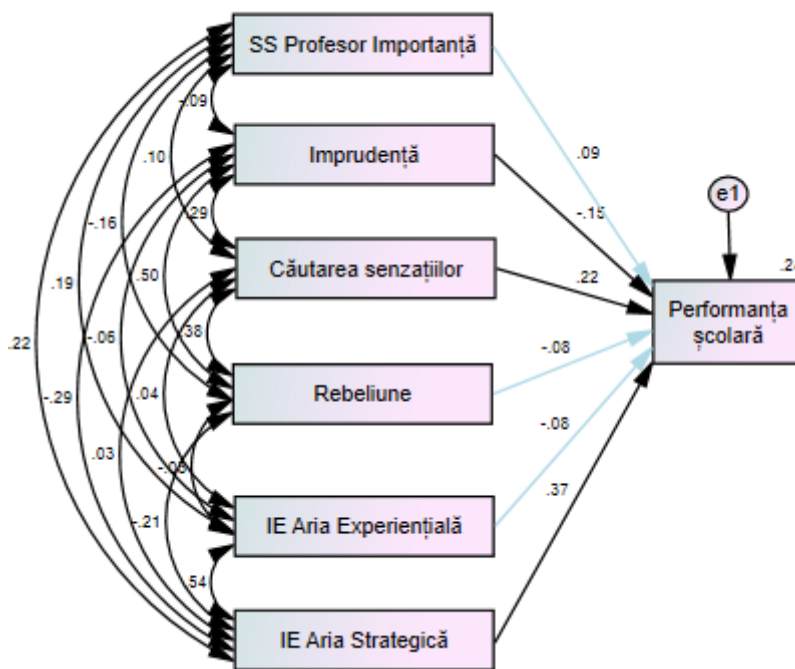 SS Profesor Importanță
-.09
.10
.09
Imprudență
e1
-.16
.29
-.15
Căutarea senzațiilor
.19
.50
.22
Performanța
școlară
-.06
.38
.22
-.08
-.29
.04
Rebeliune
-.08
.03
-.21
.37
IE Aria Experiențială
.54
IE Aria Strategică